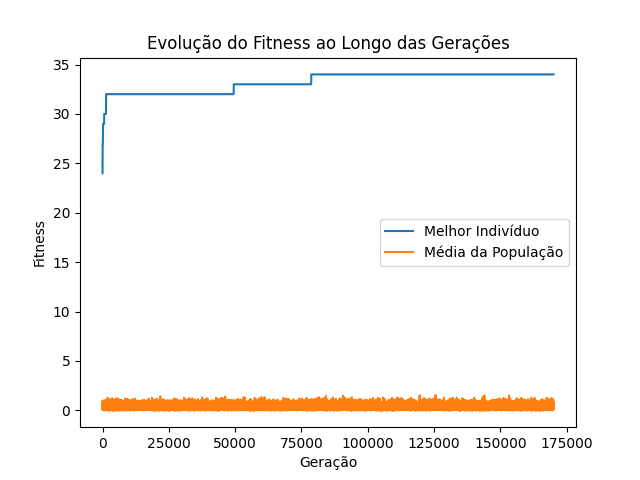 Evolução do Fitness ao Longo das Gerações
35
30
25
20
15
10
5
0
Fitness
Melhor Indivíduo
Média da População
0 25000 50000 75000 100000 125000 150000 175000
Geração